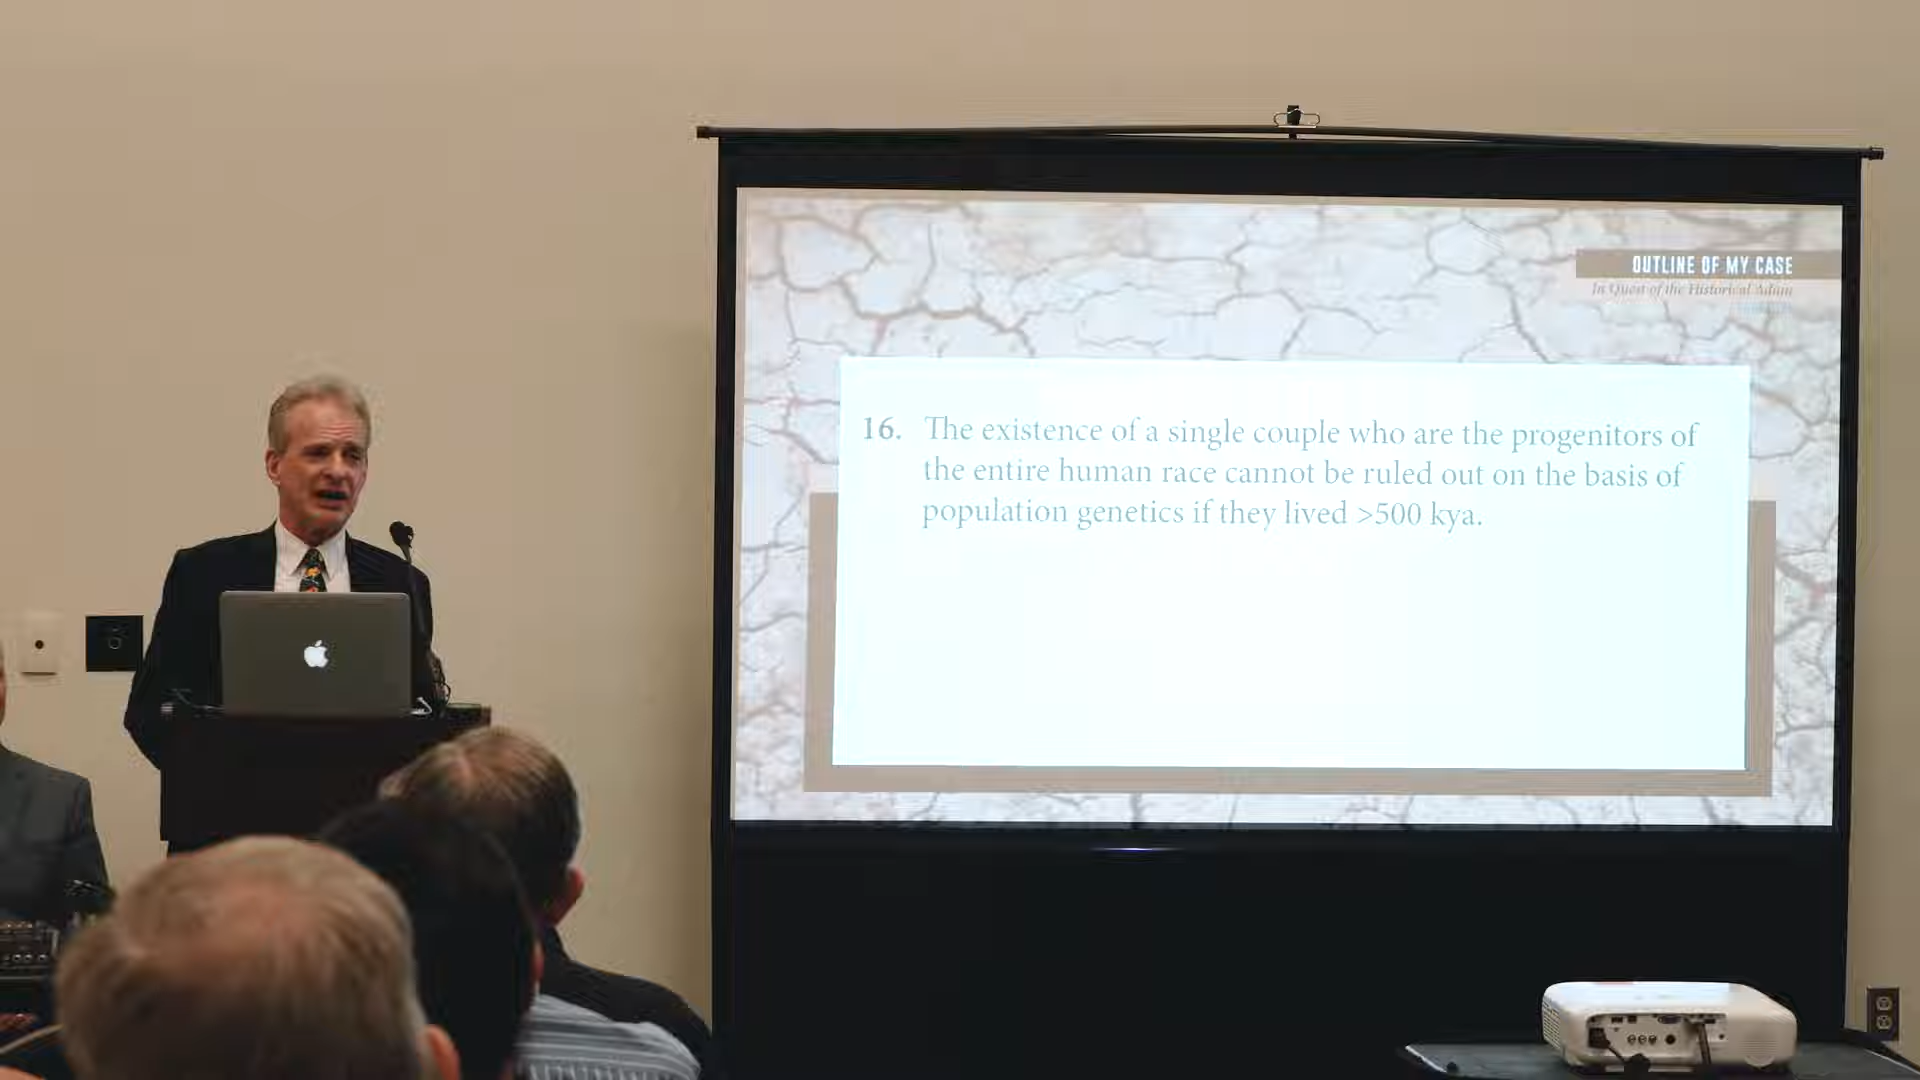 OUTLINE OF MY CASE
In Quest of the Historical Adam
16. The existence of a single couple who are the progenitors of
the entire human race cannot be ruled out on the basis of
population genetics if they lived >500 kya.